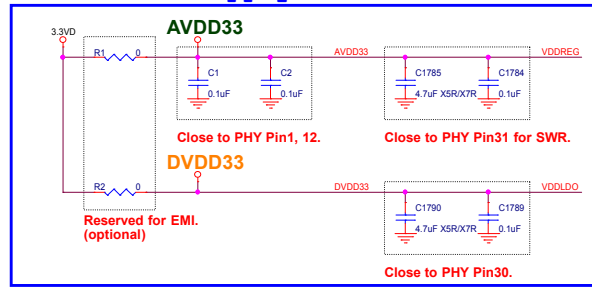 AVDD33
3.3VD
R1 0
AVDD33
VDDREG
C1
0.1uF
C2
0.1uF
C1785
4.7uF X5R/X7R
C1784
0.1uF
Close to PHY Pin1, 12.
Close to PHY Pin31 for SWR.
DVDD33
R2 0
DVDD33
VDDLDO
Reserved for EMI.
(optional)
C1790
4.7uF X5R/X7R
C1789
0.1uF
Close to PHY Pin30.